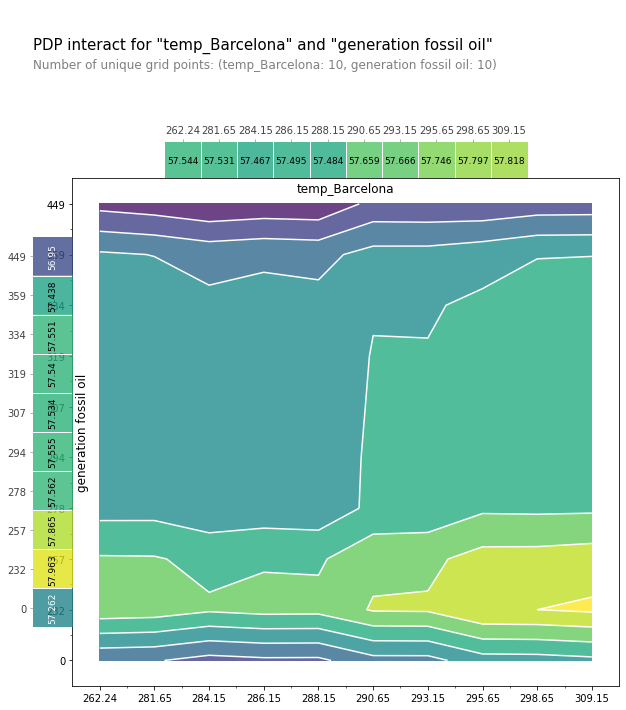 PDP interact for "temp_Barcelona" and "generation fossil oil"
Number of unique grid points: (temp_Barcelona: 10, generation fossil oil: 10)
262.24 281.65 284.15 286.15 288.15 290.65 293.15 295.65 298.65 309.15
57.544 57.531 57.467 57.495 57.484 57.659 57.666 57.746 57.797 57.818
temp_Barcelona
449
449 56.95
359 57.438
334 57.551
319 57.54
307 57.534
294 57.555
278 57.562
257 57.865
232 57.963
0 57.262
generation fossil oil
0
262.24 281.65 284.15 286.15 288.15 290.65 293.15 295.65 298.65 309.15